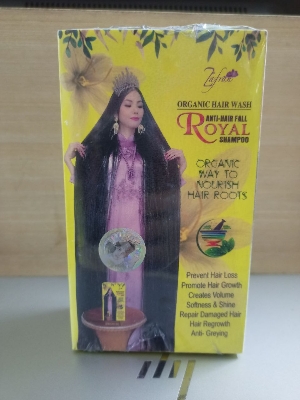 Zafran
ORGANIC HAIR WASH
ANTI-HAIR FALL
ROYAL
SHAMPOO
ORGANIC
WAY TO
NOURISH
HAIR ROOTS
Prevent Hair Loss
Promote Hair Growth
Creates Volume
Softness & Shine
Repair Damaged Hair
Hair Regrowth
Anti- Greying